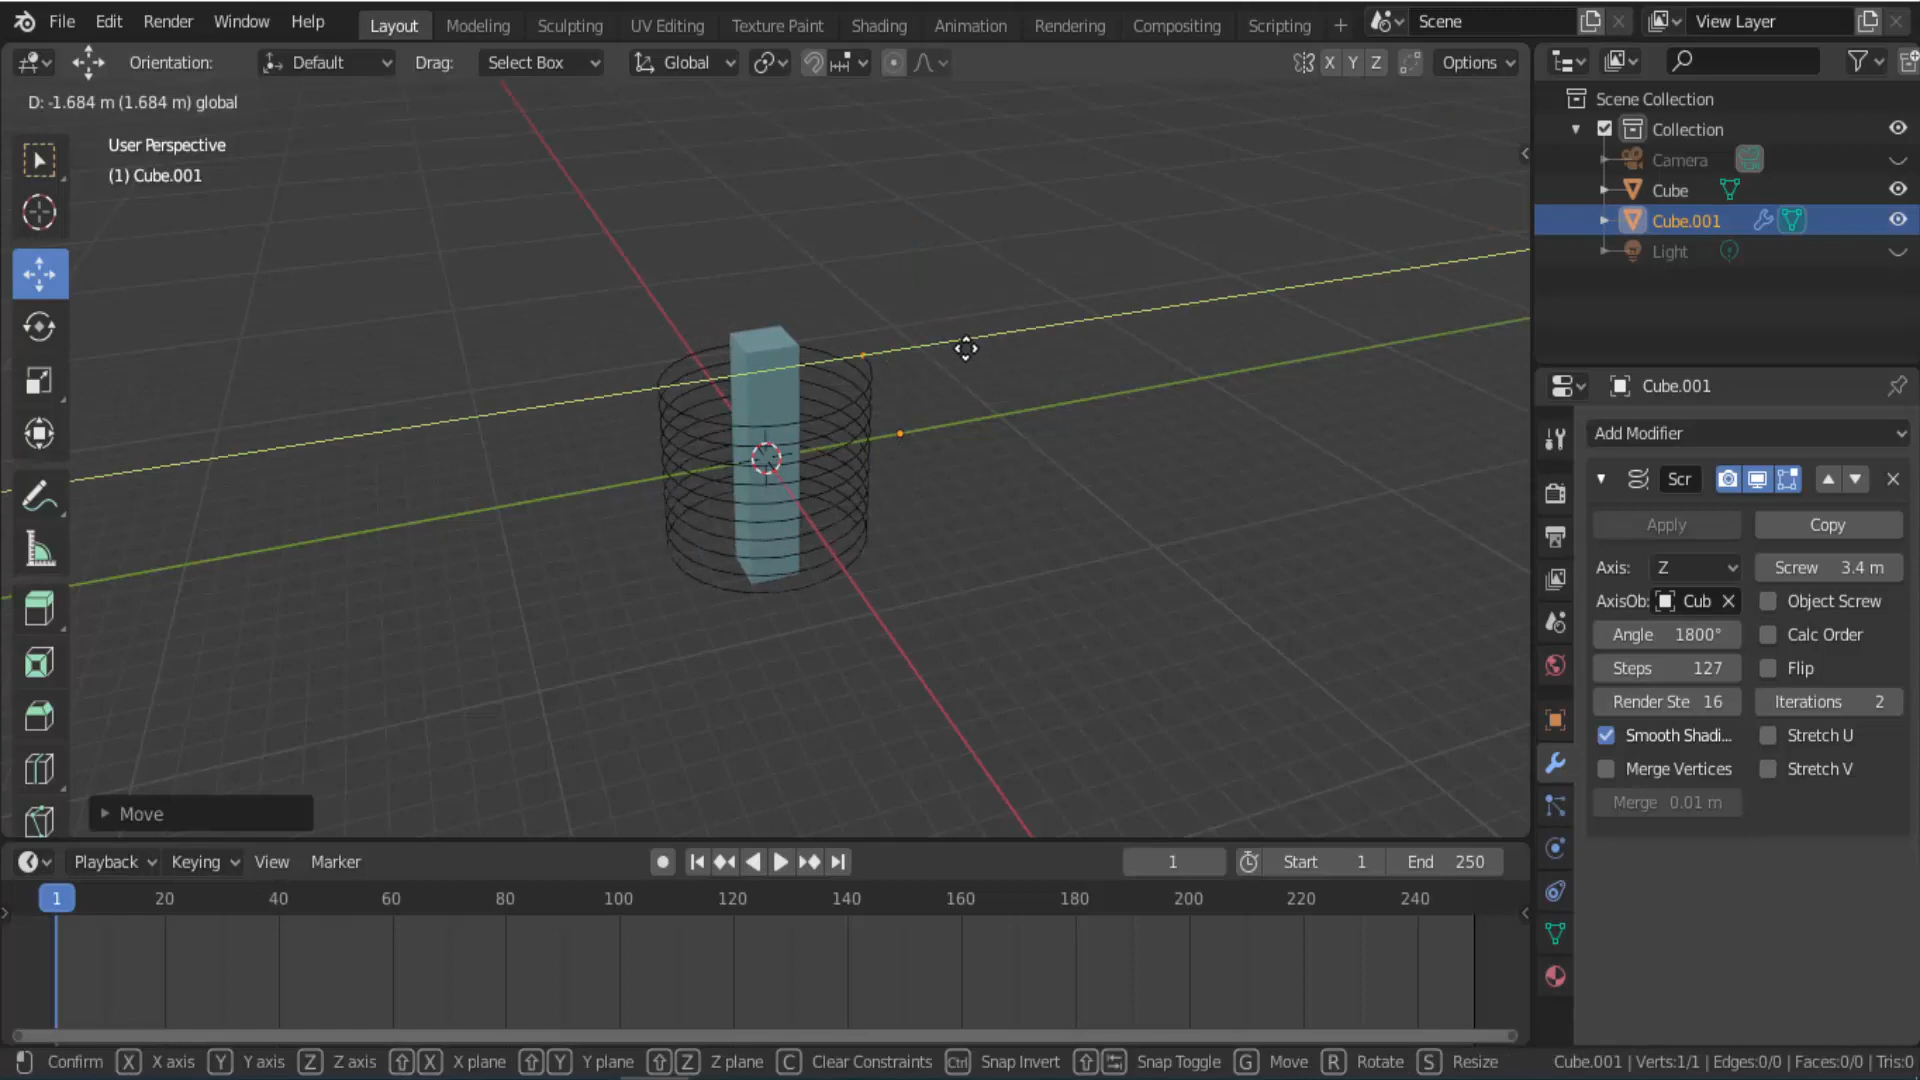 File Edit Render Window Help Layout Modeling Sculpting UV Editing Texture Paint Shading Animation Rendering Compositing Scripting + Scene View Layer
Orientation: Default Drag: Select Box Global X Y Z Options
D: -1.684 m (1.684 m) global
User Perspective
(1) Cube.001
Scene Collection
Collection
Camera
Cube
Cube.001
Light
Cube.001
Add Modifier
Scr
Apply Copy
Axis: Z Screw 3.4 m
AxisOb: Cub Object Screw
Angle 1800° Calc Order
Steps 127 Flip
Render Ste 16 Iterations 2
Smooth Shadi... Stretch U
Merge Vertices Stretch V
Merge 0.01 m
Move
Playback Keying View Marker 1 Start 1 End 250
1 20 40 60 80 100 120 140 160 180 200 220 240
Confirm X X axis Y Y axis Z Z axis X X plane Y Y plane Z Z plane C Clear Constraints Ctrl Snap Invert Snap Toggle G Move R Rotate S Resize Cube.001 | Verts:1/1 | Edges:0/0 | Faces:0/0 | Tris:0